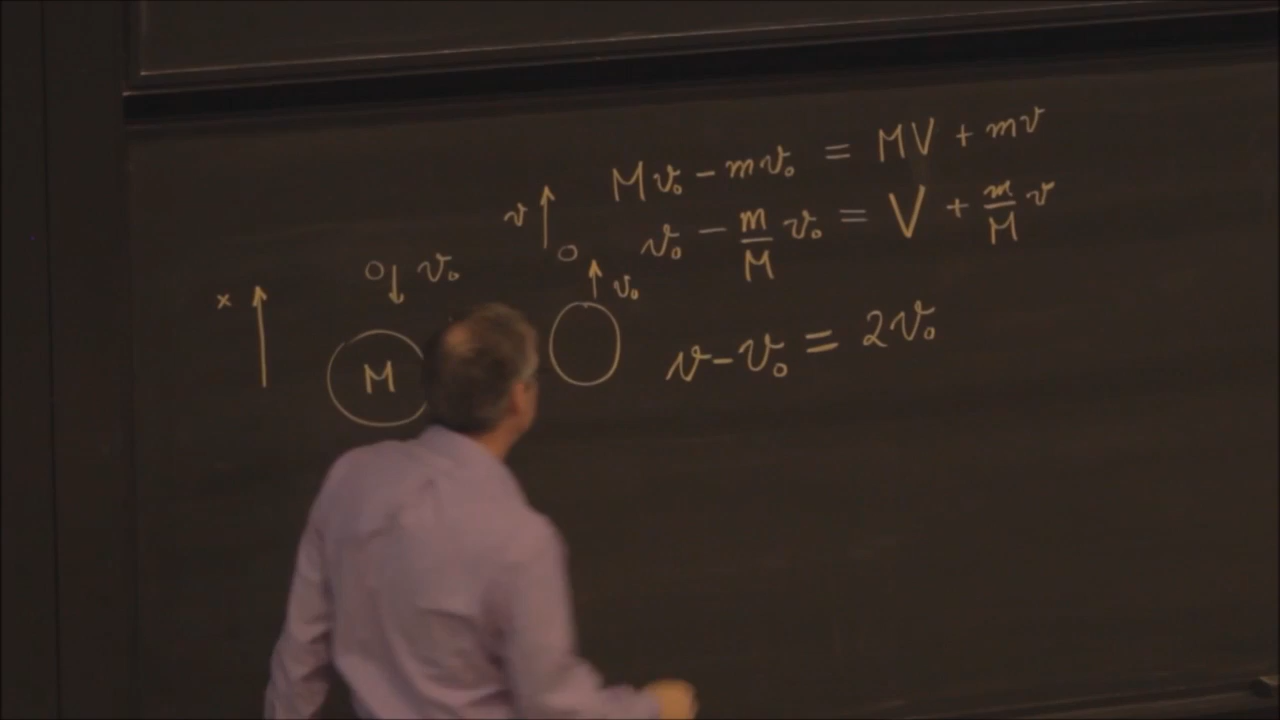 Mv₀ - mv₀ = MV + mv
v₀ - m/M v₀ = V + m/M v
v - v₀ = 2v₀
x
v₀
M
v
v₀